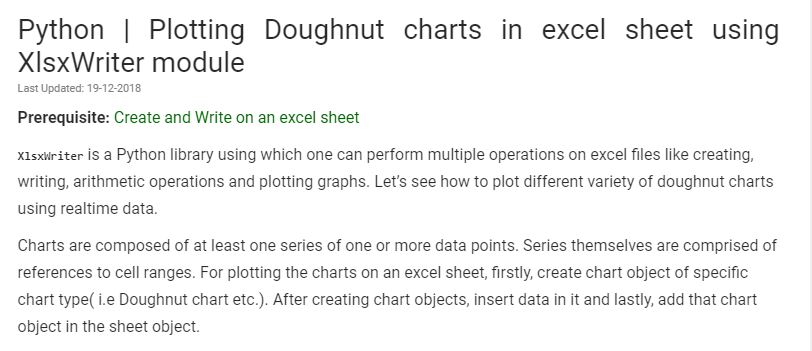 Python | Plotting Doughnut charts in excel sheet using
XlsxWriter module
Last Updated: 19-12-2018
Prerequisite: Create and Write on an excel sheet
XlsxWriter is a Python library using which one can perform multiple operations on excel files like creating,
writing, arithmetic operations and plotting graphs. Let’s see how to plot different variety of doughnut charts
using realtime data.
Charts are composed of at least one series of one or more data points. Series themselves are comprised of
references to cell ranges. For plotting the charts on an excel sheet, firstly, create chart object of specific
chart type( i.e Doughnut chart etc.). After creating chart objects, insert data in it and lastly, add that chart
object in the sheet object.